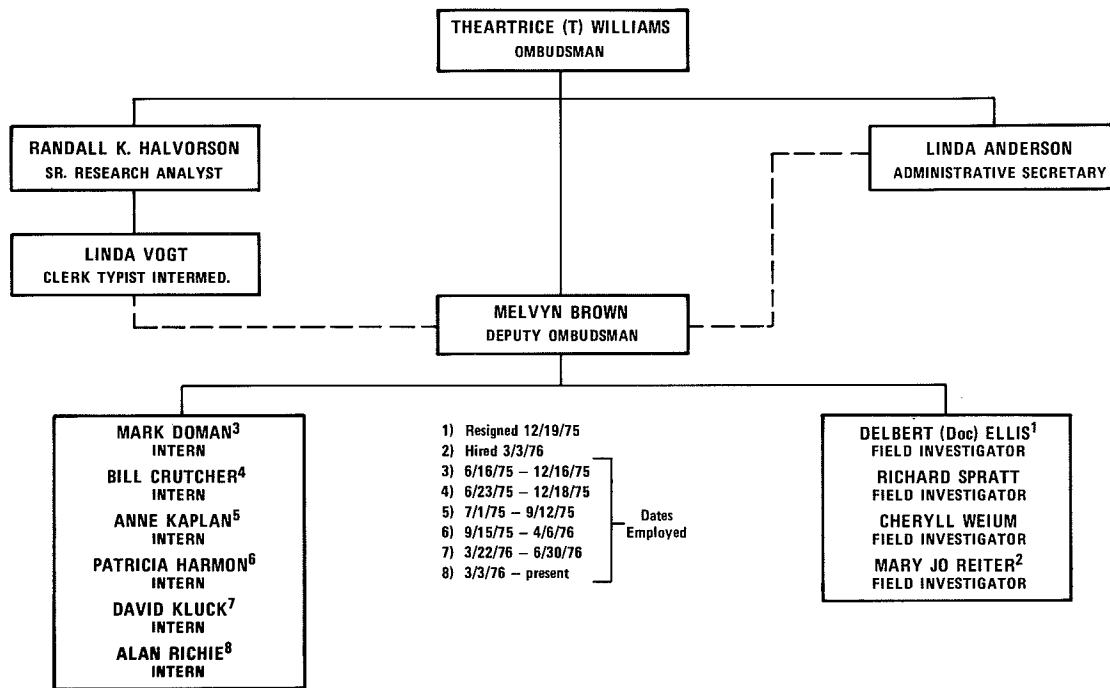 THEARTRICE (T) WILLIAMS
OMBUDSMAN
RANDALL K. HALVORSON
SR. RESEARCH ANALYST
LINDA ANDERSON
ADMINISTRATIVE SECRETARY
LINDA VOGT
CLERK TYPIST INTERMED.
MELVYN BROWN
DEPUTY OMBUDSMAN
MARK DOMAN³
INTERN
BILL CRUTCHER⁴
INTERN
ANNE KAPLAN⁵
INTERN
PATRICIA HARMON⁶
INTERN
DAVID KLUCK⁷
INTERN
ALAN RICHIE⁸
INTERN
1) Resigned 12/19/75
2) Hired 3/3/76
3) 6/16/75 – 12/16/75
4) 6/23/75 – 12/18/75
5) 7/1/75 – 9/12/75
6) 9/15/75 – 4/6/76
7) 3/22/76 – 6/30/76
8) 3/3/76 – present
Dates
Employed
DELBERT (Doc) ELLIS¹
FIELD INVESTIGATOR
RICHARD SPRATT
FIELD INVESTIGATOR
CHERYLL WEIUM
FIELD INVESTIGATOR
MARY JO REITER²
FIELD INVESTIGATOR